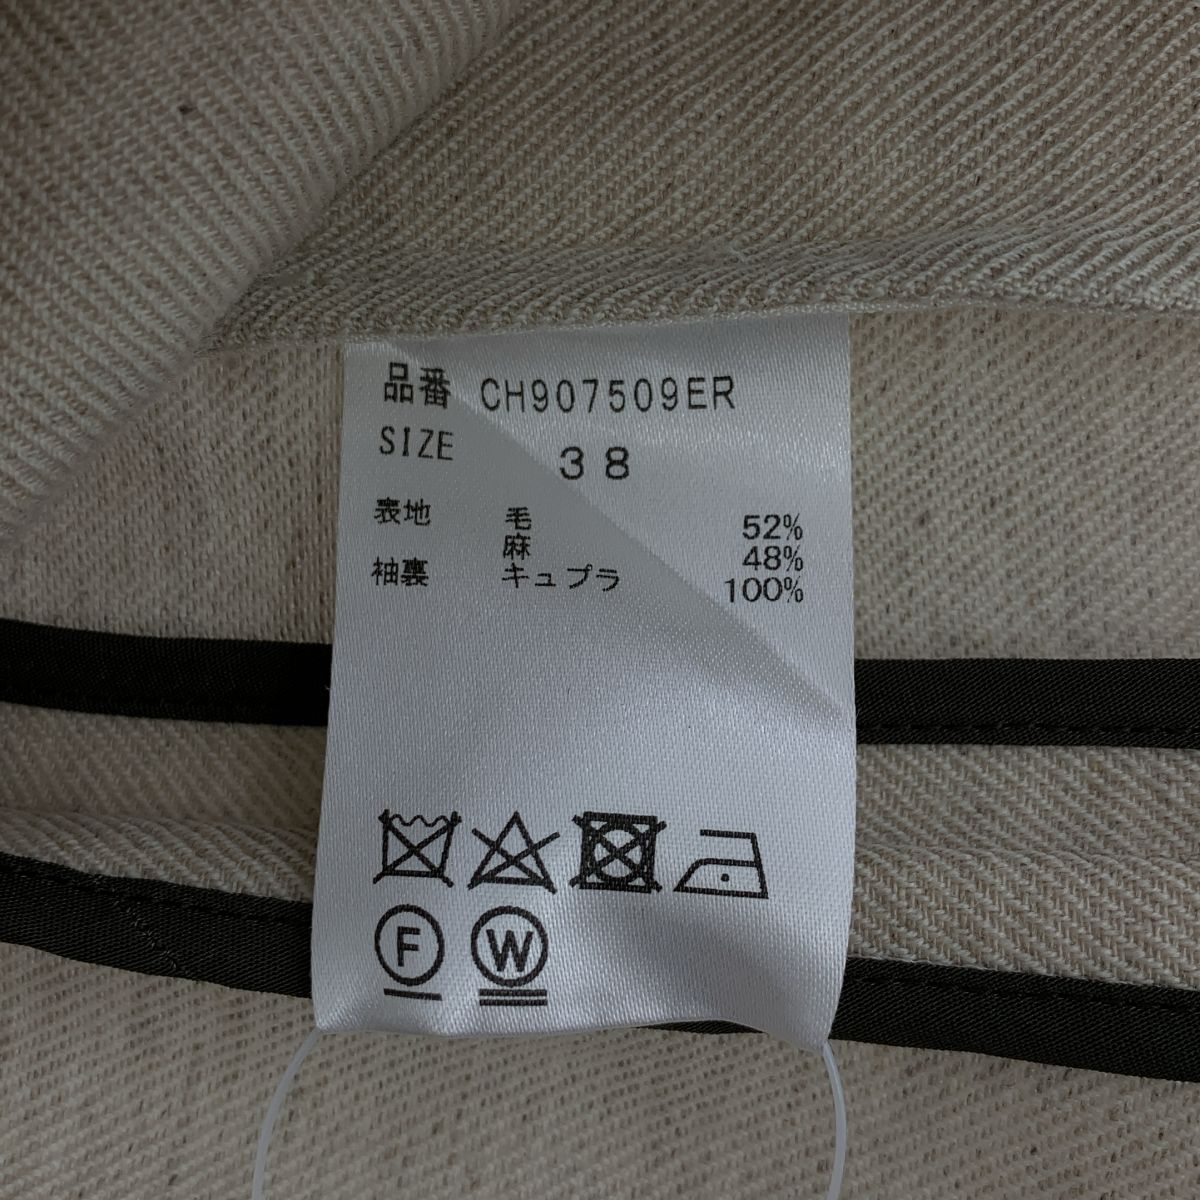 品番 CH907509ER
SIZE 38
表地 毛 52%
麻 48%
袖裏 キュプラ 100%
F W